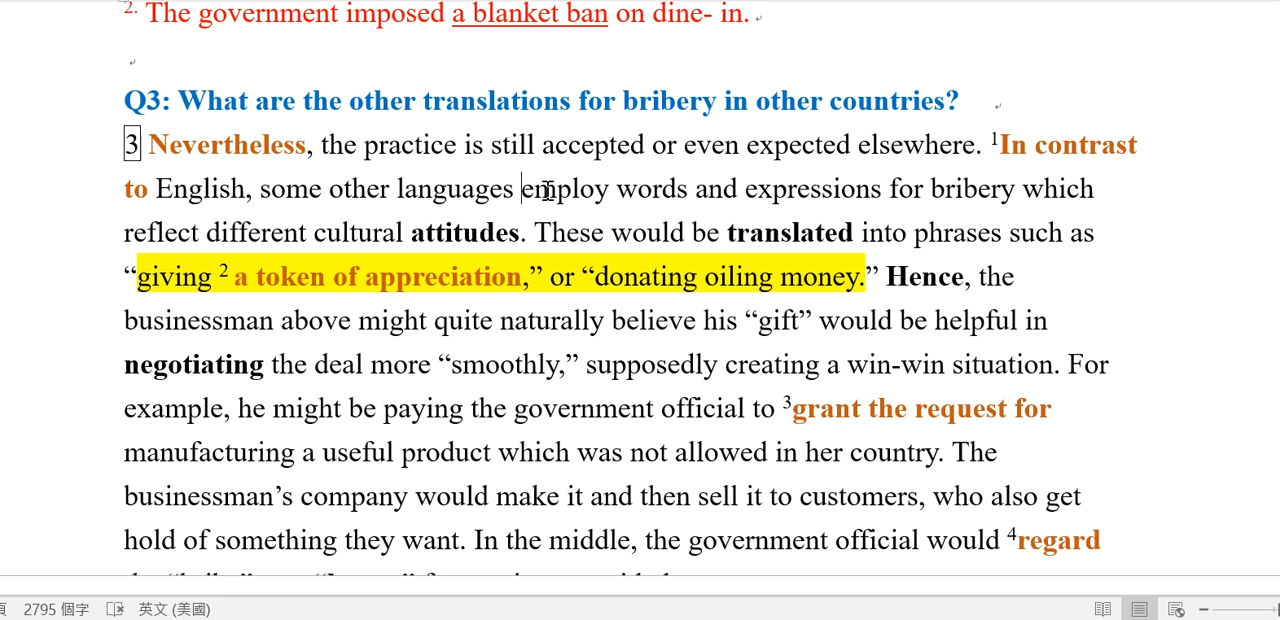 2. The government imposed a blanket ban on dine- in.
Q3: What are the other translations for bribery in other countries?
3 Nevertheless, the practice is still accepted or even expected elsewhere. 1In contrast
to English, some other languages employ words and expressions for bribery which
reflect different cultural attitudes. These would be translated into phrases such as
“giving 2 a token of appreciation,” or “donating oiling money.” Hence, the
businessman above might quite naturally believe his “gift” would be helpful in
negotiating the deal more “smoothly,” supposedly creating a win-win situation. For
example, he might be paying the government official to 3grant the request for
manufacturing a useful product which was not allowed in her country. The
businessman’s company would make it and then sell it to customers, who also get
hold of something they want. In the middle, the government official would 4regard
2795 個字 英文 (美國)